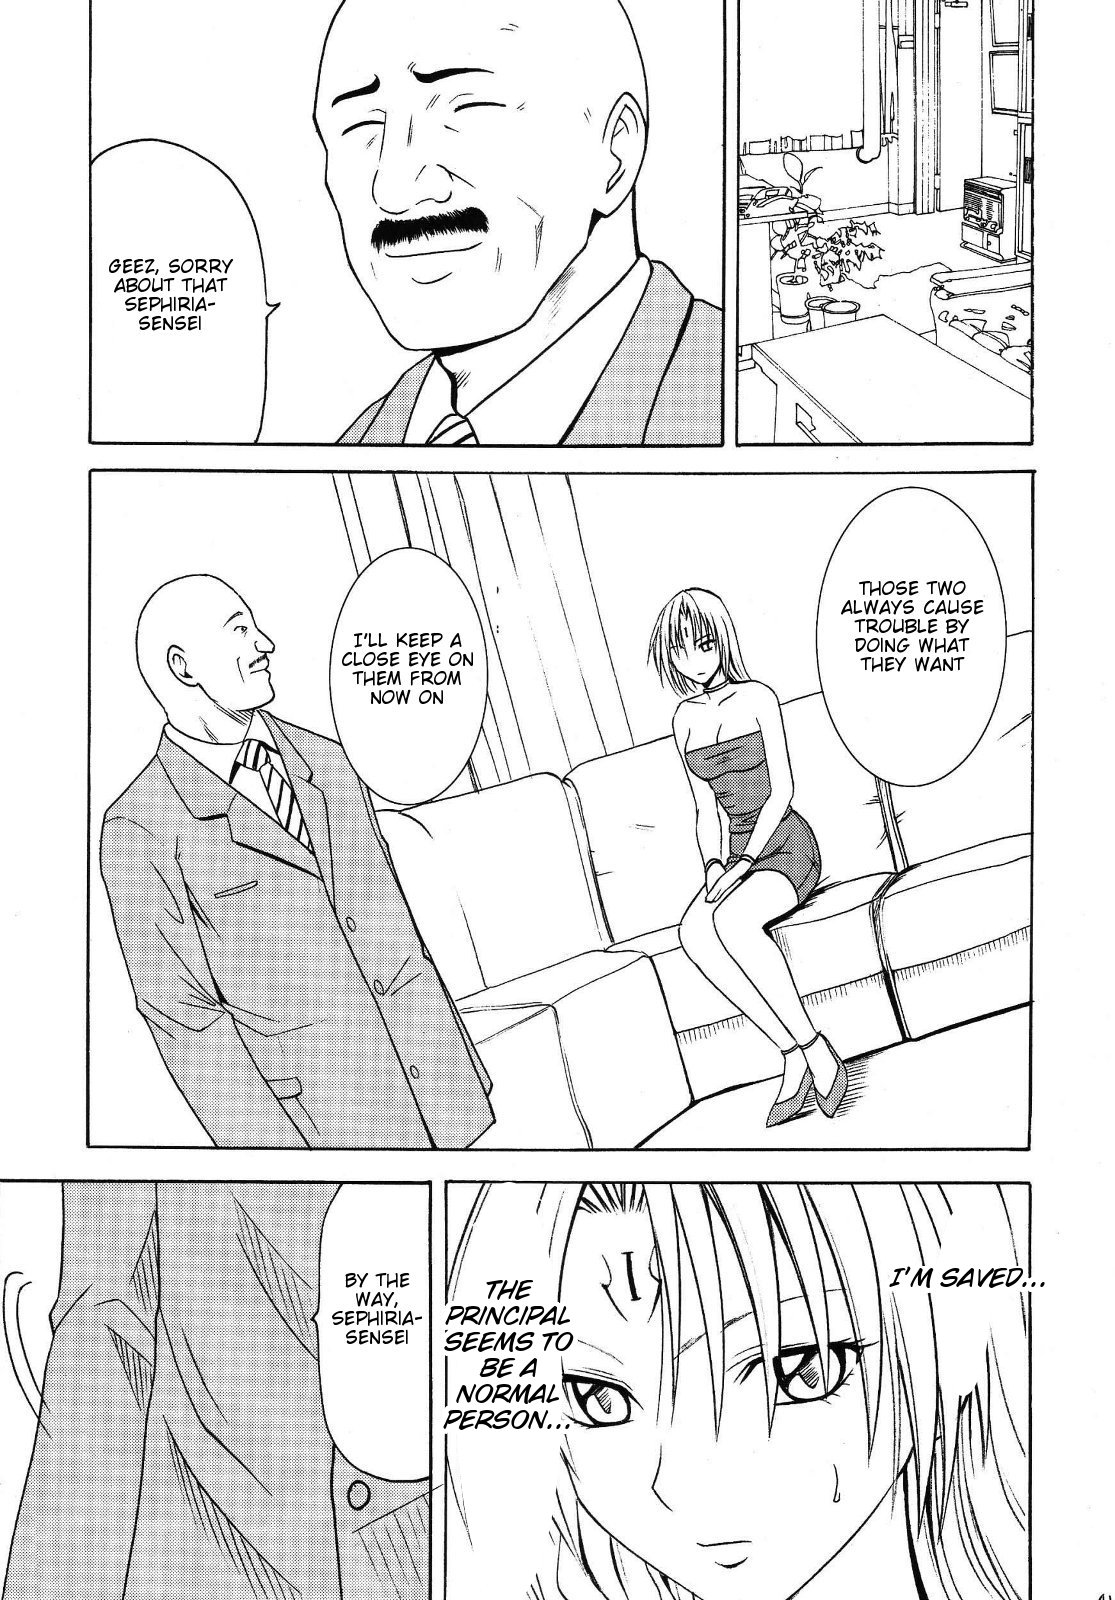 GEEZ, SORRY
ABOUT THAT
SEPHIRIA-
SENSEI
THOSE TWO
ALWAYS CAUSE
TROUBLE BY
DOING WHAT
THEY WANT
I'LL KEEP A
CLOSE EYE ON
THEM FROM
NOW ON
I'M SAVED...
THE
PRINCIPAL
SEEMS TO
BE A
NORMAL
PERSON...
I
BY THE
WAY,
SEPHIRIA-
SENSEI